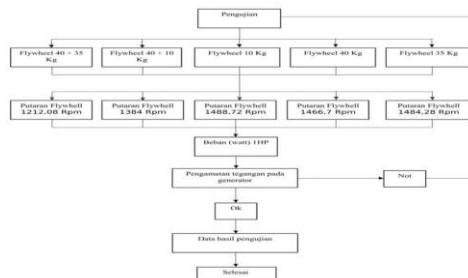 Pengujian
Flywheel 40 + 35
Kg
Flywheel 40 + 10
Kg
Flywheel 10 Kg
Flywheel 40 Kg
Flywheel 35 Kg
Putaran Flywhell
1212,08 Rpm
Putaran Flywhell
1384 Rpm
Putaran Flywhell
1488,72 Rpm
Putaran Flywhell
1466,7 Rpm
Putaran Flywhell
1484,28 Rpm
Beban (watt) 1HP
Pengamatan tegangan pada
generator
Not
Ok
Data hasil pengujian
Selesai